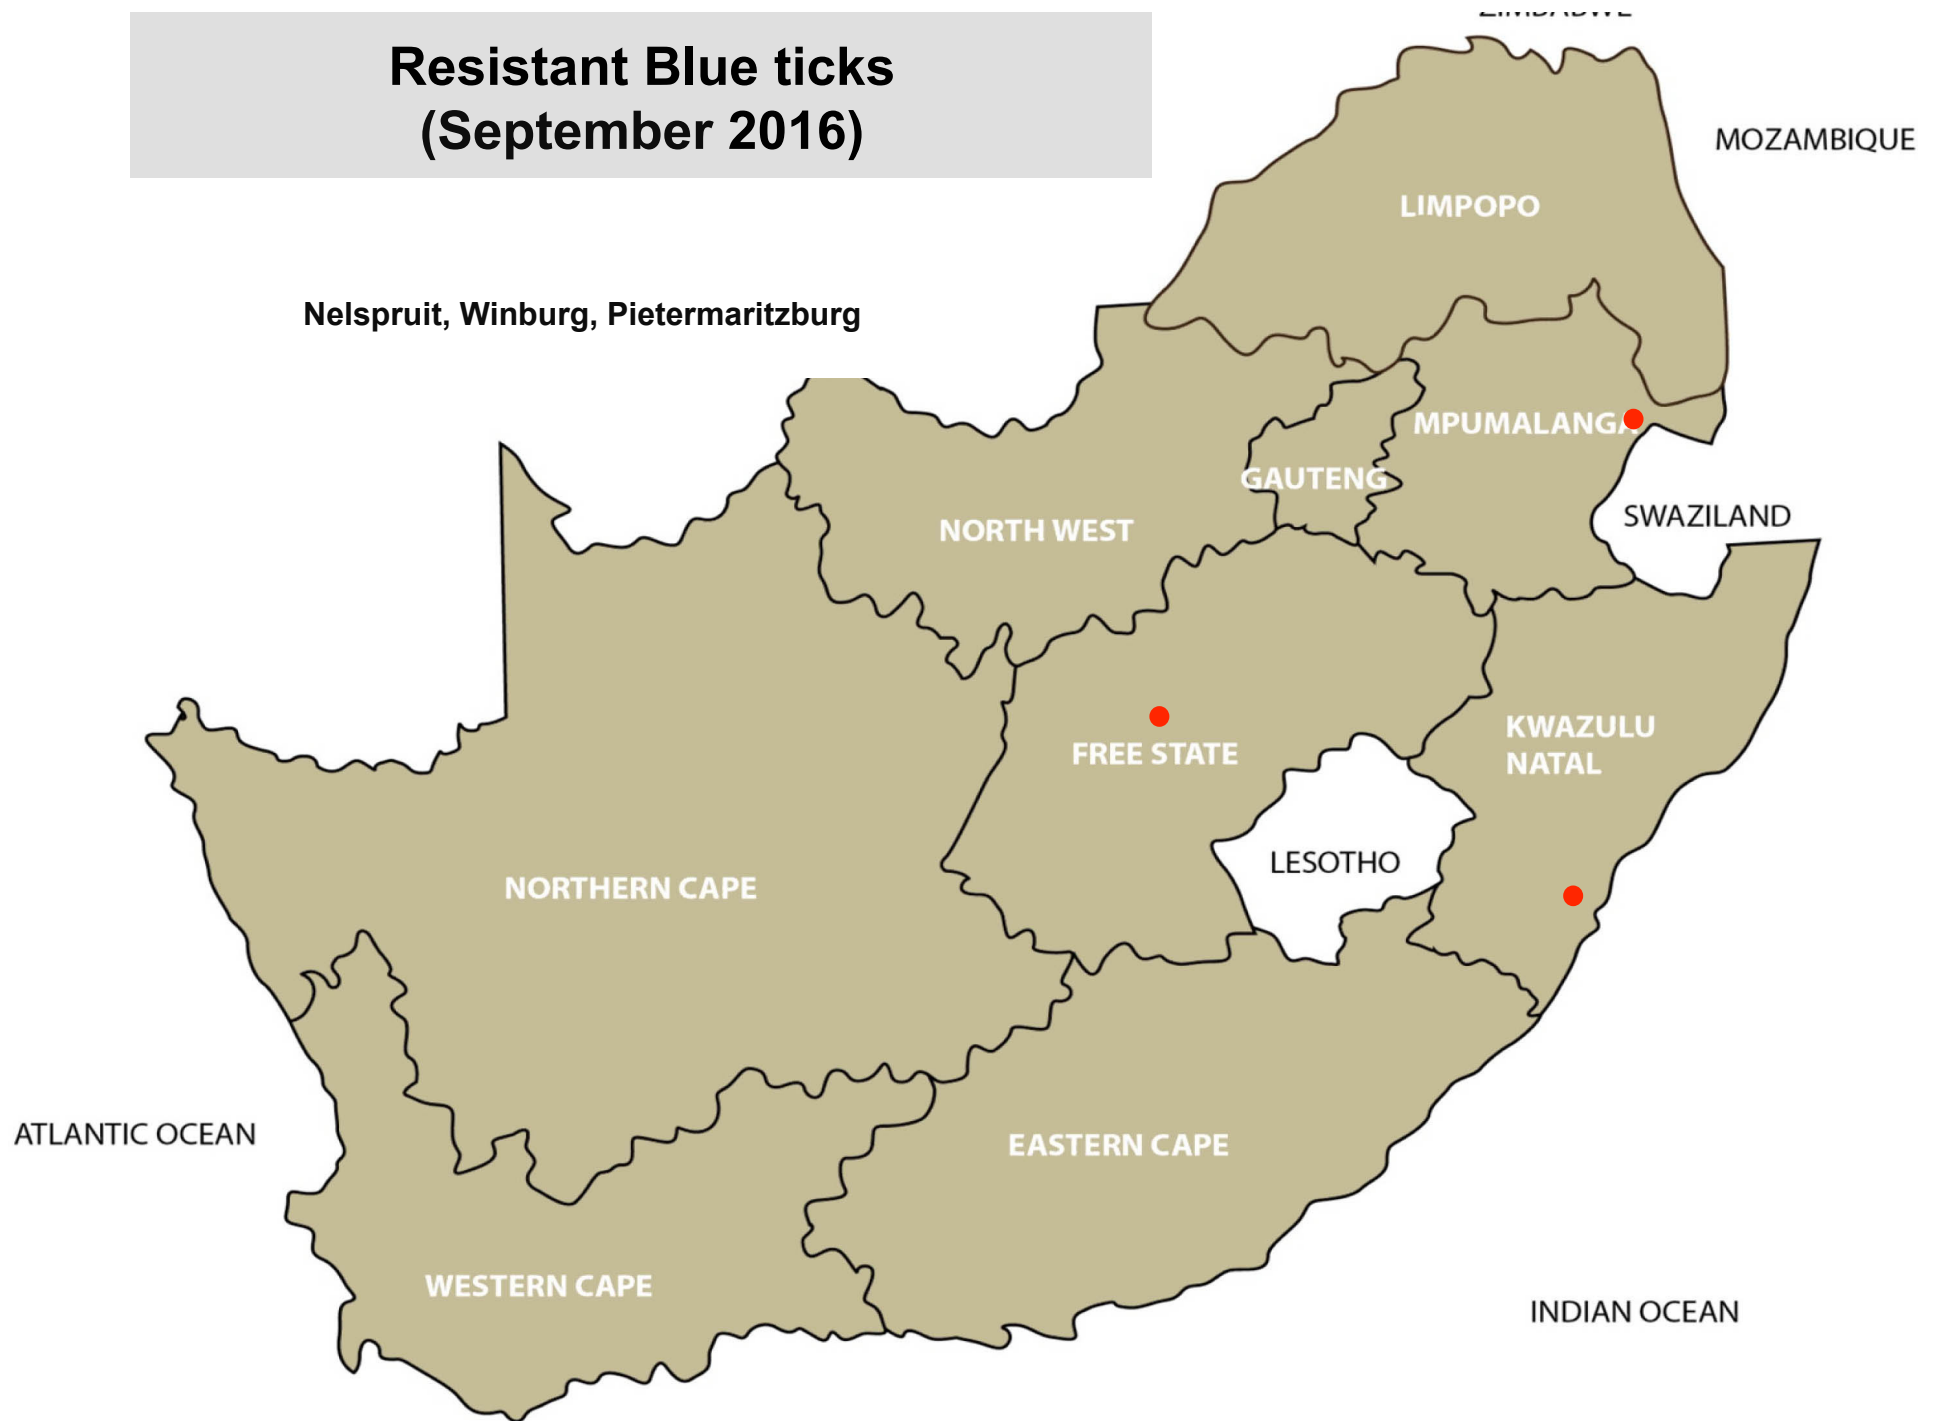 Resistant Blue ticks
(September 2016)
MOZAMBIQUE
LIMPOPO
Nelspruit, Winburg, Pietermaritzburg
MPUMALANGA
GAUTENG
SWAZILAND
NORTH WEST
KWAZULU
NATAL
FREE STATE
LESOTHO
NORTHERN CAPE
ATLANTIC OCEAN
EASTERN CAPE
WESTERN CAPE
INDIAN OCEAN